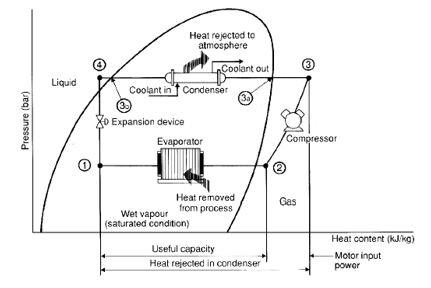 Heat rejected to
atmosphere
4
3
Liquid
Coolant out
Coolant in
Condenser
3b
3a
Expansion device
Compressor
Pressure (bar)
Evaporator
1
2
Heat removed
from process
Gas
Wet vapour
(saturated condition)
Heat content (kJ/kg)
Useful capacity
Motor input
power
Heat rejected in condenser